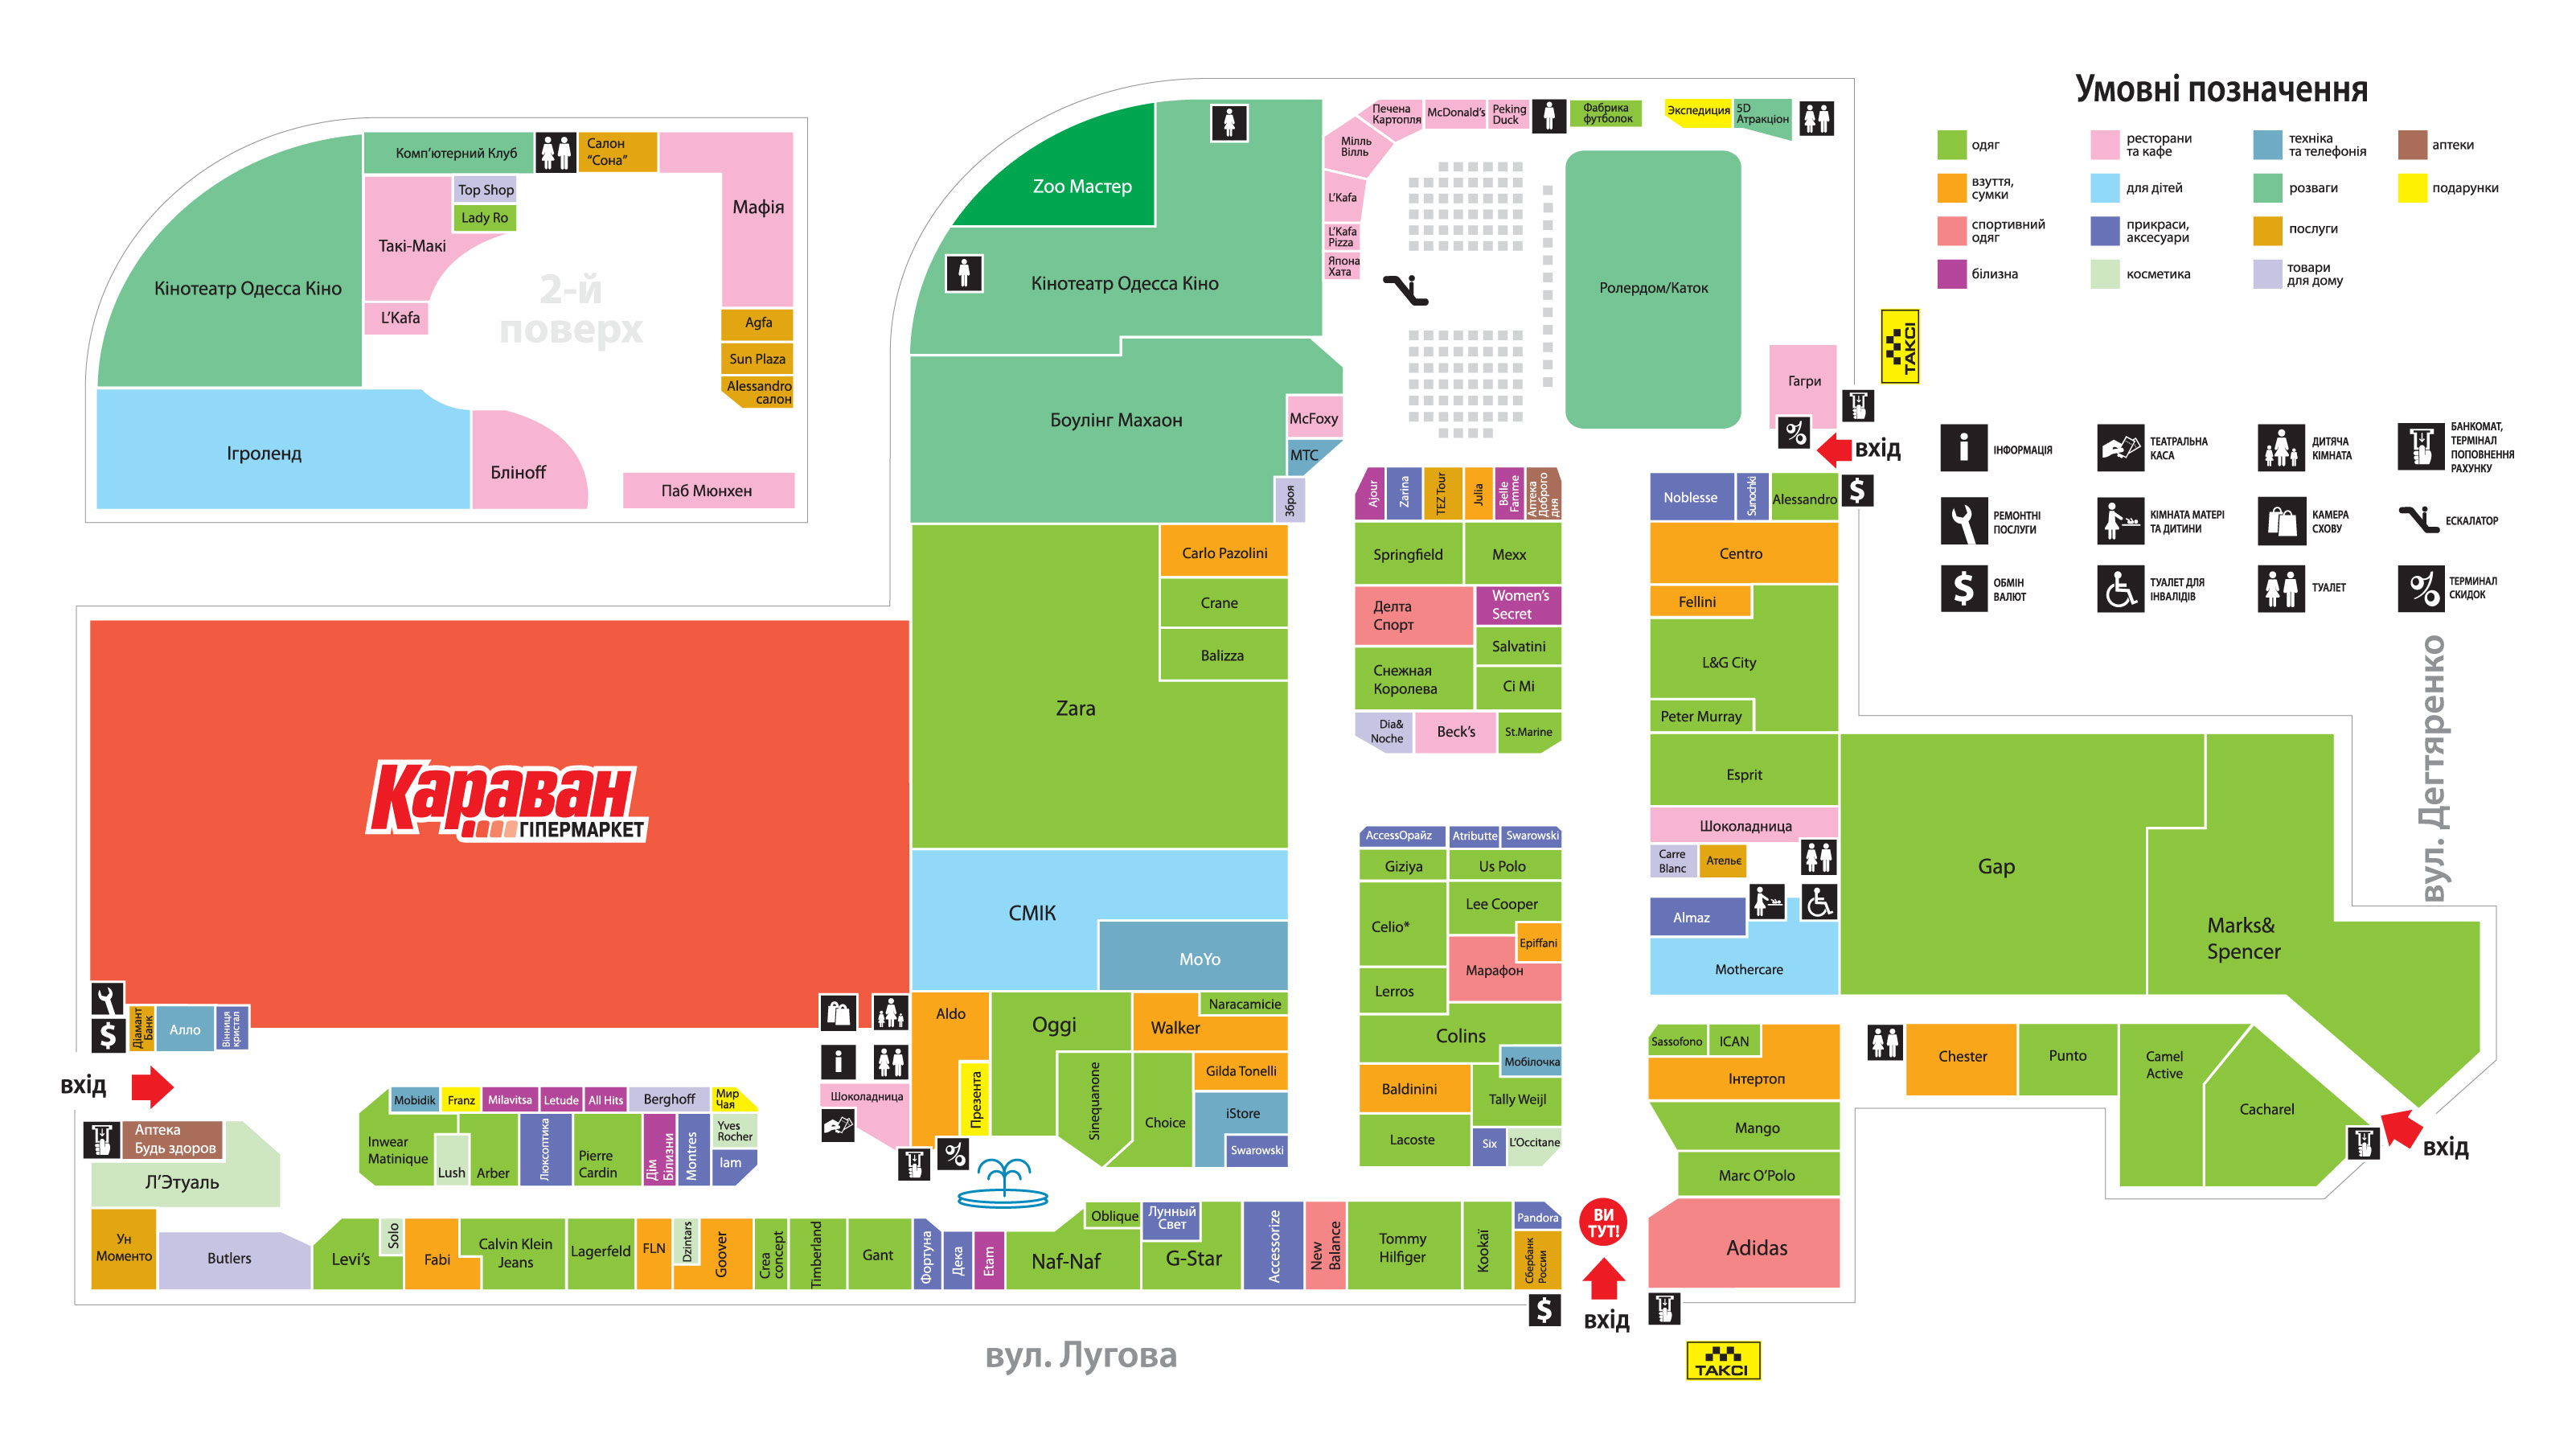 Умовні позначення
одяг
взуття,
сумки
спортивний
одяг
білизна
ресторани
та кафе
для дітей
прикраси,
аксесуари
косметика
техніка
та телефонія
розваги
послуги
товари
для дому
аптеки
подарунки
ІНФОРМАЦІЯ
ТЕАТРАЛЬНА
КАСА
ДИТЯЧА
КІМНАТА
БАНКОМАТ,
ТЕРМІНАЛ
ПОПОВНЕННЯ
РАХУНКУ
РЕМОНТНІ
ПОСЛУГИ
КІМНАТА МАТЕРІ
ТА ДИТИНИ
КАМЕРА
СХОВУ
ЕСКАЛАТОР
$
ОБМІН
ВАЛЮТ
ТУАЛЕТ ДЛЯ
ІНВАЛІДІВ
ТУАЛЕТ
ТЕРМИНАЛ
СКИДОК
Комп'ютерний Клуб
Салон
"Сона"
Top Shop
Lady Ro
Мафія
Такі-Макі
Кінотеатр Одесса Кіно
L'Kafa
2-й
поверх
Agfa
Sun Plaza
Alessandro
салон
Ігроленд
Блiноff
Паб Мюнхен
Zоо Мастер
Кінотеатр Одесса Кіно
Боулінг Махаон
McFoxy
МТС
Зброя
Печена
Картопля
McDonald's
Peking
Duck
Фабрика
футболок
Экспедиция
5D
Атракціон
Мілль
Вілль
L'Kafa
L'Kafa
Pizza
Япона
Хата
Ролердом/Каток
Гагри
ТАКСІ
вхід
$
Zara
Carlo Pazolini
Crane
Balizza
СМІК
MoYo
Ajour
Zarina
TEZ Tour
Julia
Belle
Famme
Аптека
Доброго
дня
Springfield
Mexx
Делта
Спорт
Women's
Secret
Salvatini
Снежная
Королева
Ci Mi
Dia&
Noche
Beck's
St.Marine
Noblesse
Sunochki
Alessandro
Centro
Fellini
L&G City
Peter Murray
Esprit
Шоколадница
Carre
Blanc
Ательє
Almaz
Mothercare
Gap
Marks&
Spencer
вул. Дегтяренко
Караван
ГІПЕРМАРКЕТ
$
Діамант
Банк
Алло
Вінниця
кристал
вхід
Аптека
Будь здоров
Л'Этуаль
Ун
Моменто
Butlers
Mobidik
Franz
Milavitsa
Letude
All Hits
Berghoff
Мир
Чая
Inwear
Matinique
Lush
Arber
Люксоптика
Pierre
Cardin
Дім
Білизни
Montres
Yves
Rocher
Iam
Шоколадница
Aldo
Презента
Oggi
Sinequanone
Walker
Naracamicie
Choice
Gilda Tonelli
iStore
Swarowski
AccessОрайз
Atributte
Swarowski
Giziya
Us Polo
Celio*
Lee Cooper
Epiffani
Марафон
Lerros
Colins
Мобілочка
Baldinini
Tally Weijl
Lacoste
Six
L'Occitane
Sassofono
ICAN
Інтертоп
Mango
Marc O'Polo
Adidas
Chester
Punto
Camel
Active
Cacharel
вхід
Levi's
Solo
Fabi
Calvin Klein
Jeans
Lagerfeld
FLN
Dzintars
Goover
Crea
concept
Timberland
Gant
Фортуна
Дека
Etam
Naf-Naf
Oblique
Лунный
Свет
G-Star
Accessorize
New
Balance
Tommy
Hilfiger
Kookaï
Pandora
Сбербанк
России
$
ВИ
ТУТ!
вхід
вул. Лугова
ТАКСІ